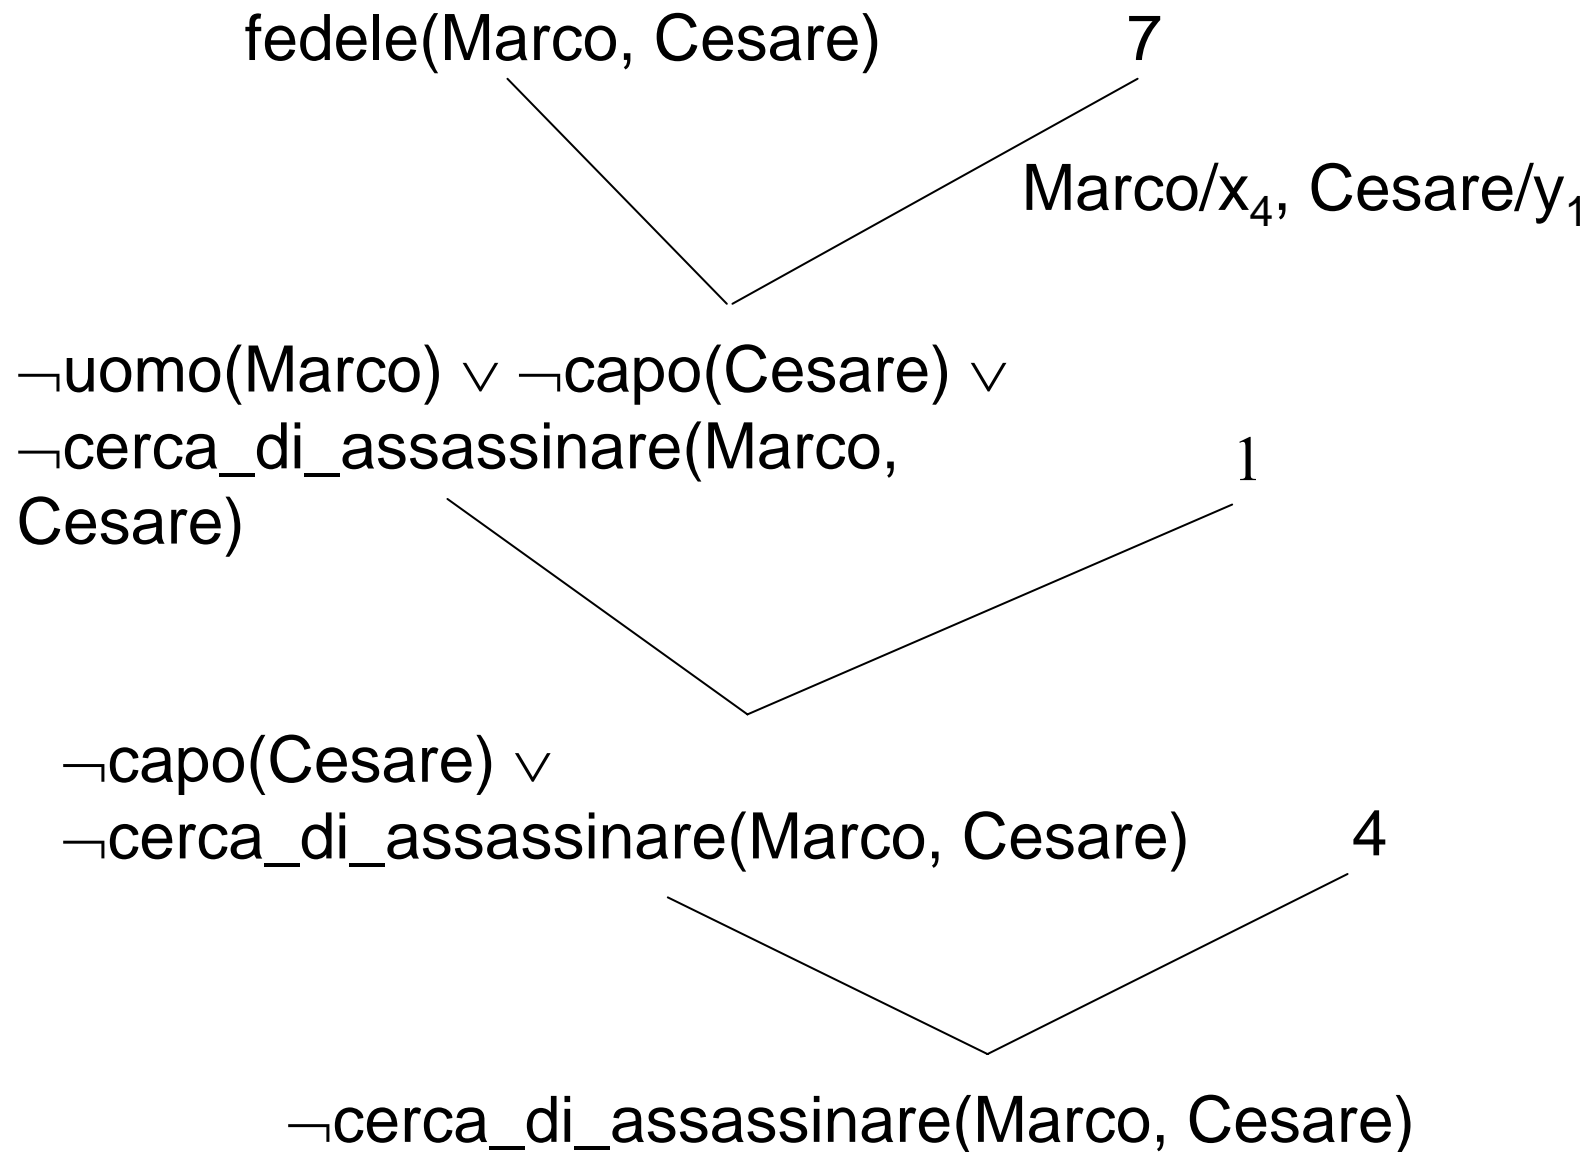 fedele(Marco, Cesare) 7
Marco/x₄, Cesare/y₁
¬uomo(Marco) ∨ ¬capo(Cesare) ∨
¬cerca_di_assassinare(Marco,
1
Cesare)
¬capo(Cesare) ∨
¬cerca_di_assassinare(Marco, Cesare) 4
¬cerca_di_assassinare(Marco, Cesare)